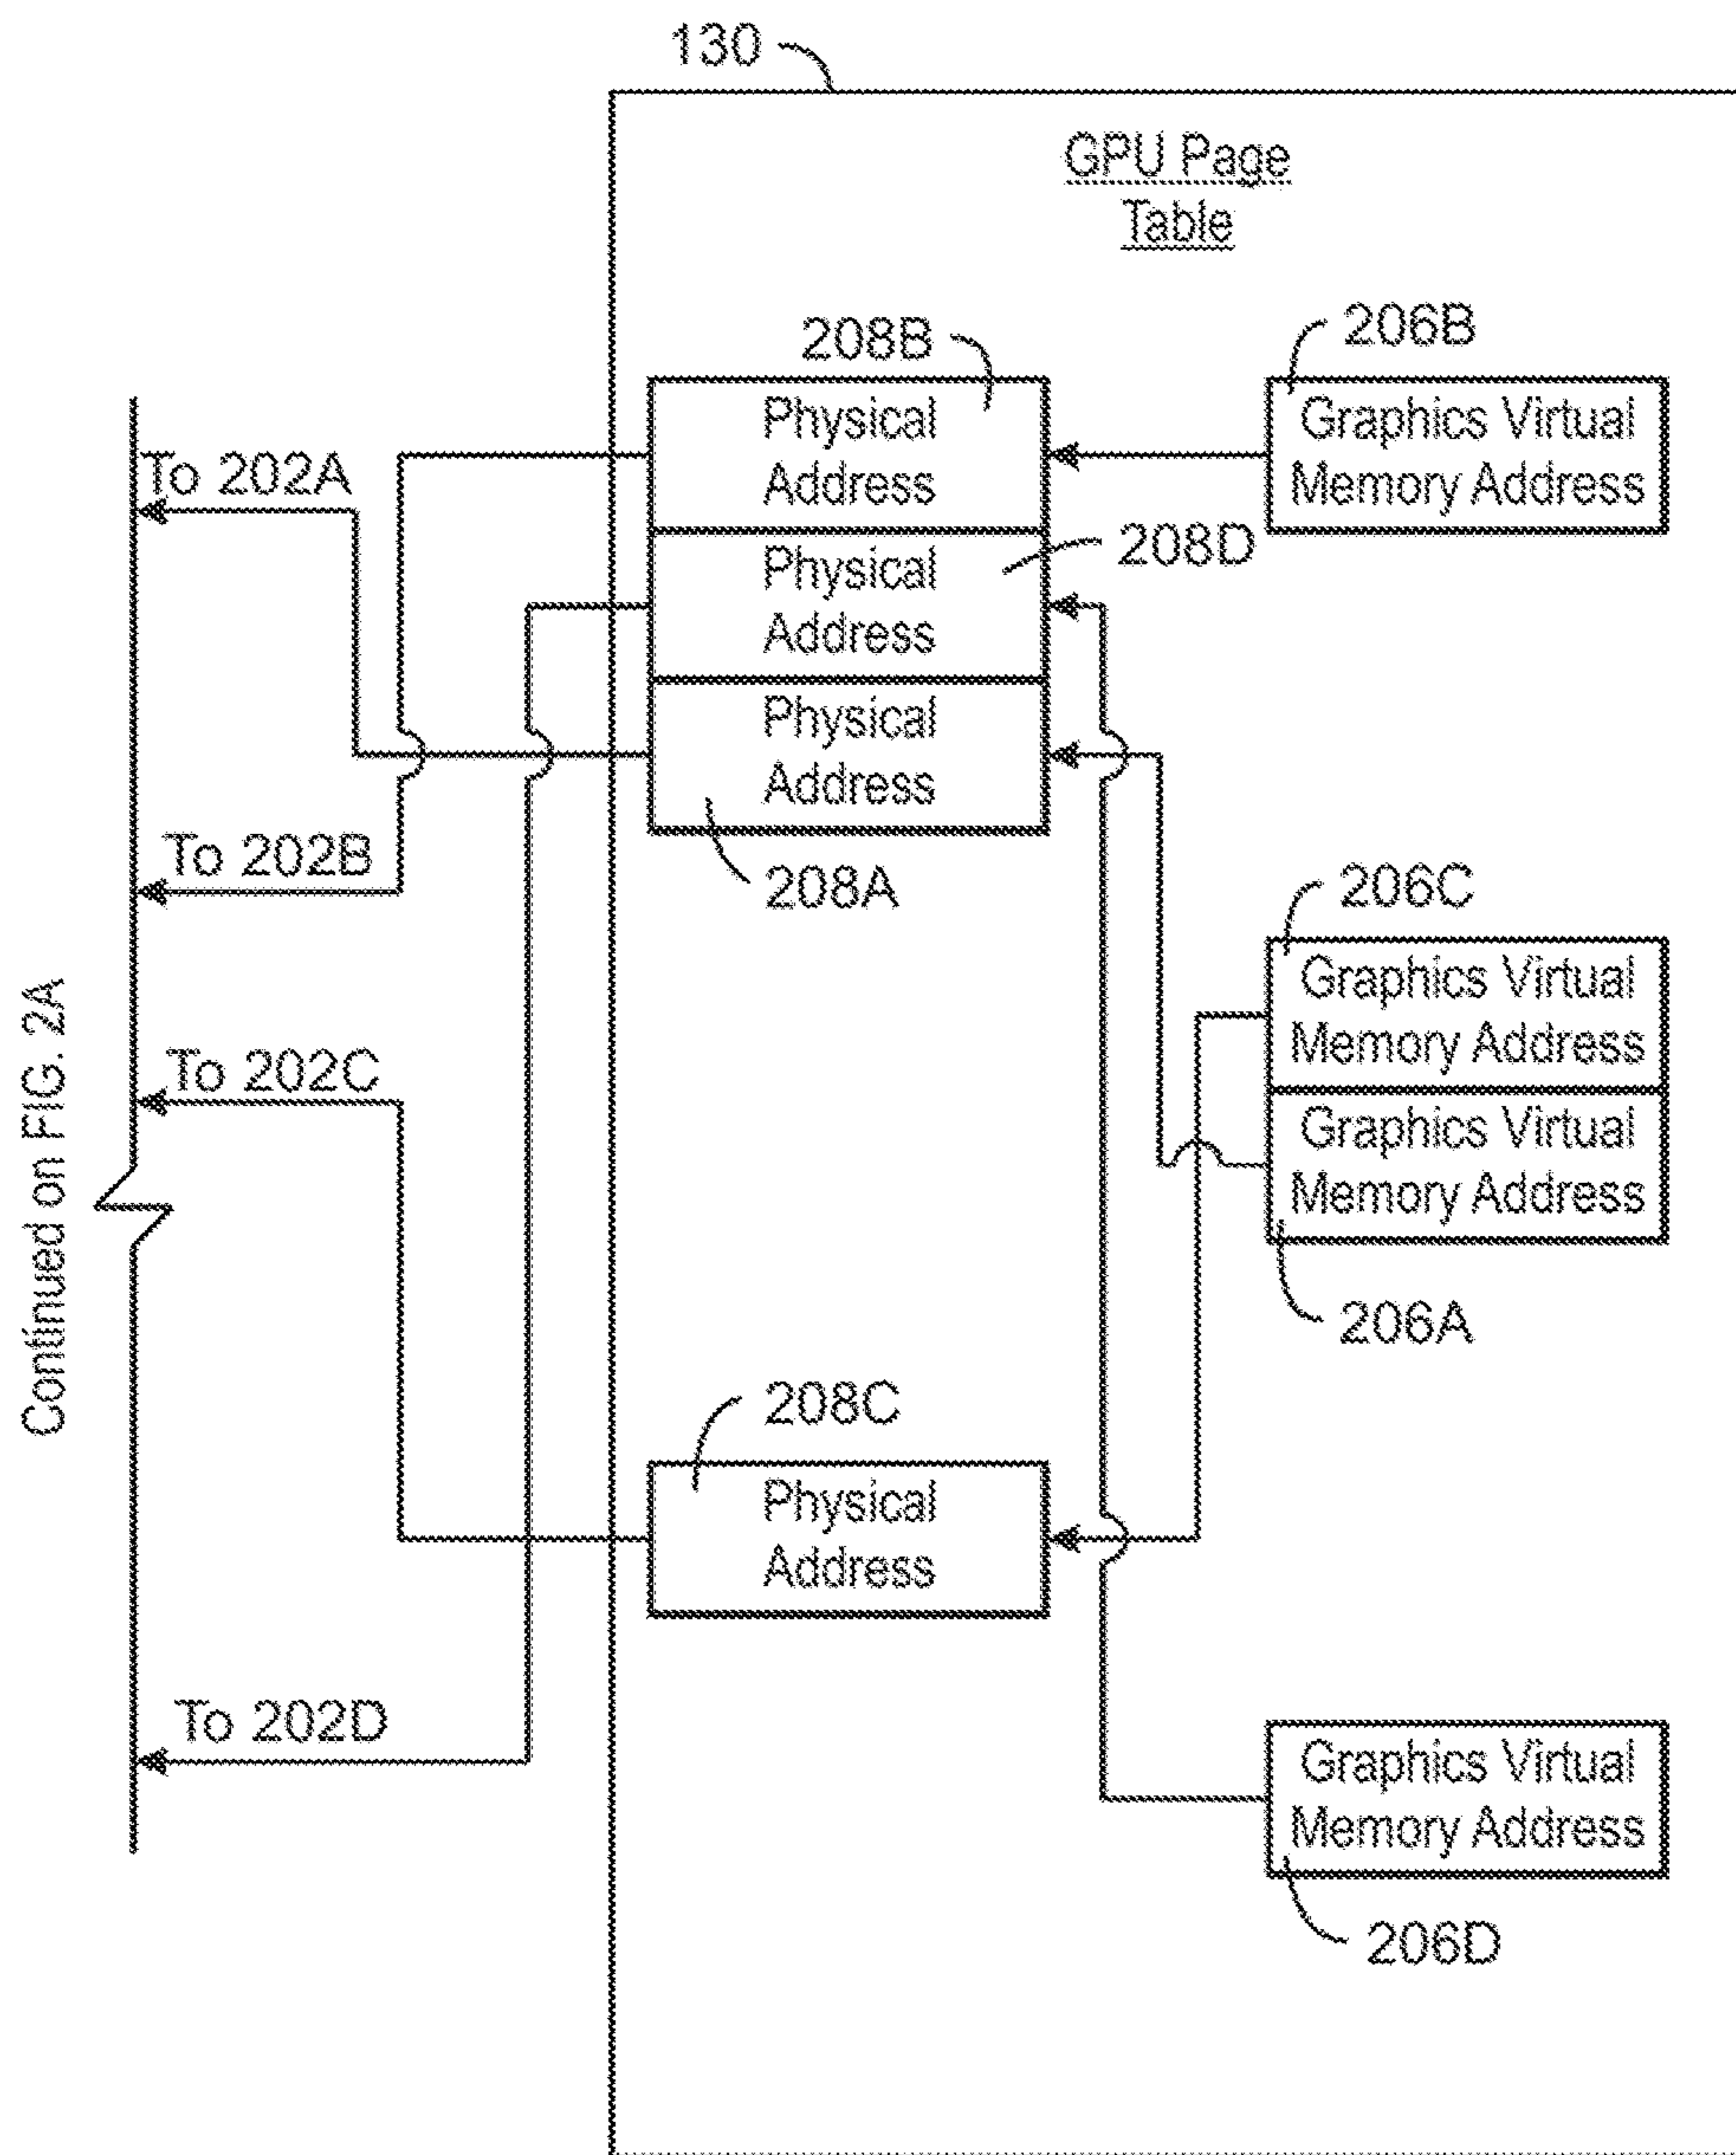 130
GPU Page
Table
208B
206B
Physical
Address
Graphics Virtual
Memory Address
To 202A
208D
Physical
Address
Physical
Address
To 202B
208A
206C
Graphics Virtual
Memory Address
Continued on FIG. 2A
To 202C
Graphics Virtual
Memory Address
206A
208C
Physical
Address
To 202D
Graphics Virtual
Memory Address
206D